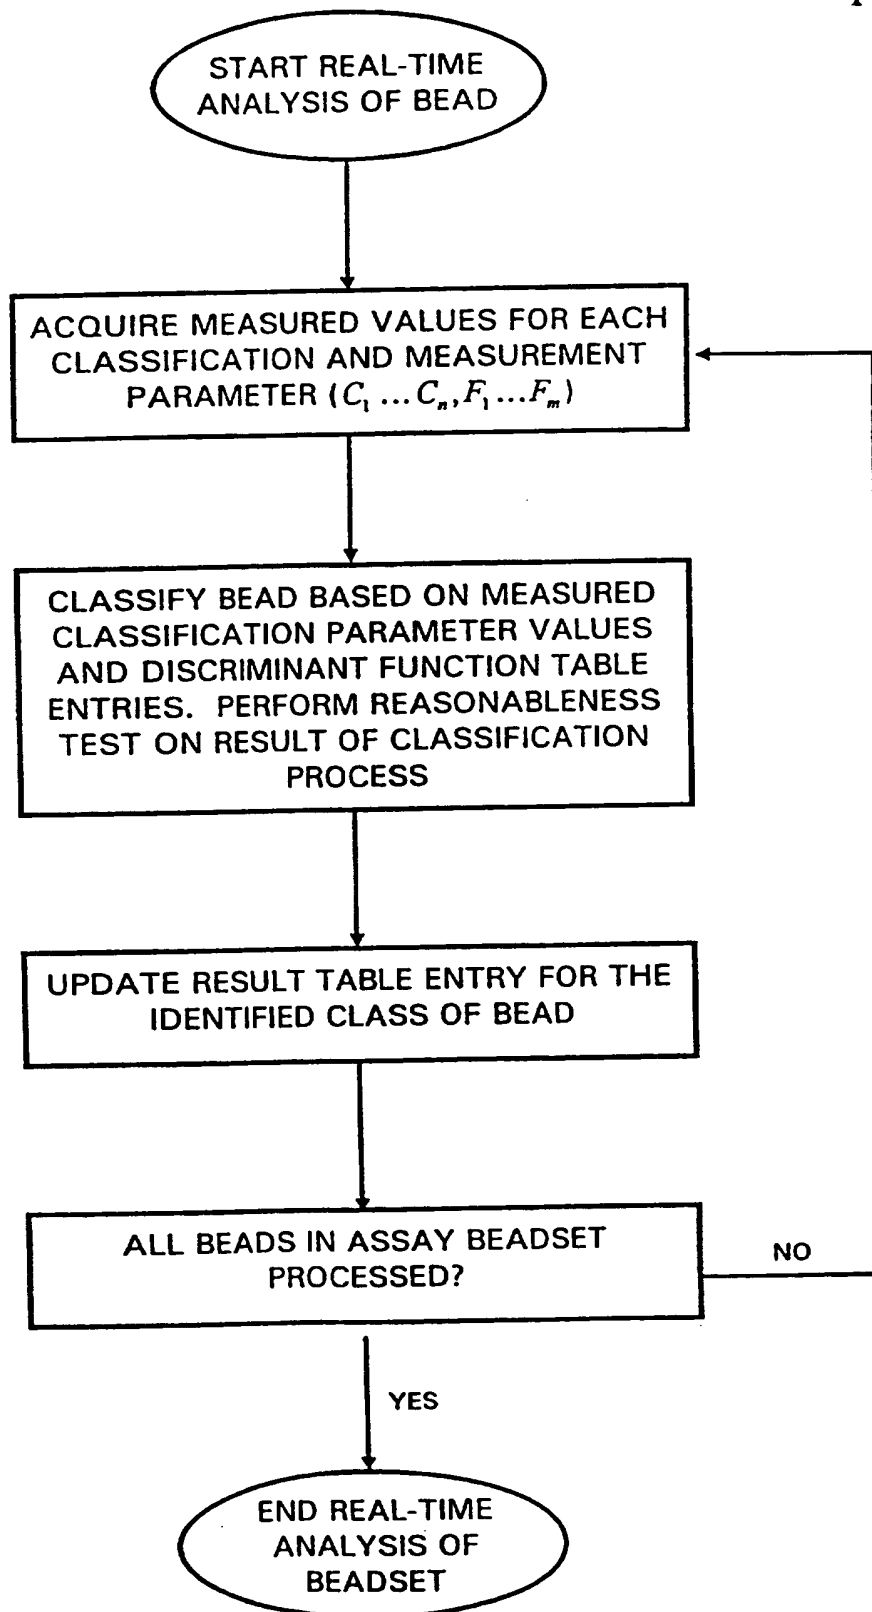 START REAL-TIME
ANALYSIS OF BEAD
ACQUIRE MEASURED VALUES FOR EACH
CLASSIFICATION AND MEASUREMENT
PARAMETER (C₁ ... Cₙ, F₁ ... Fₘ)
CLASSIFY BEAD BASED ON MEASURED
CLASSIFICATION PARAMETER VALUES
AND DISCRIMINANT FUNCTION TABLE
ENTRIES. PERFORM REASONABLENESS
TEST ON RESULT OF CLASSIFICATION
PROCESS
UPDATE RESULT TABLE ENTRY FOR THE
IDENTIFIED CLASS OF BEAD
ALL BEADS IN ASSAY BEADSET
PROCESSED?
NO
YES
END REAL-TIME
ANALYSIS OF
BEADSET